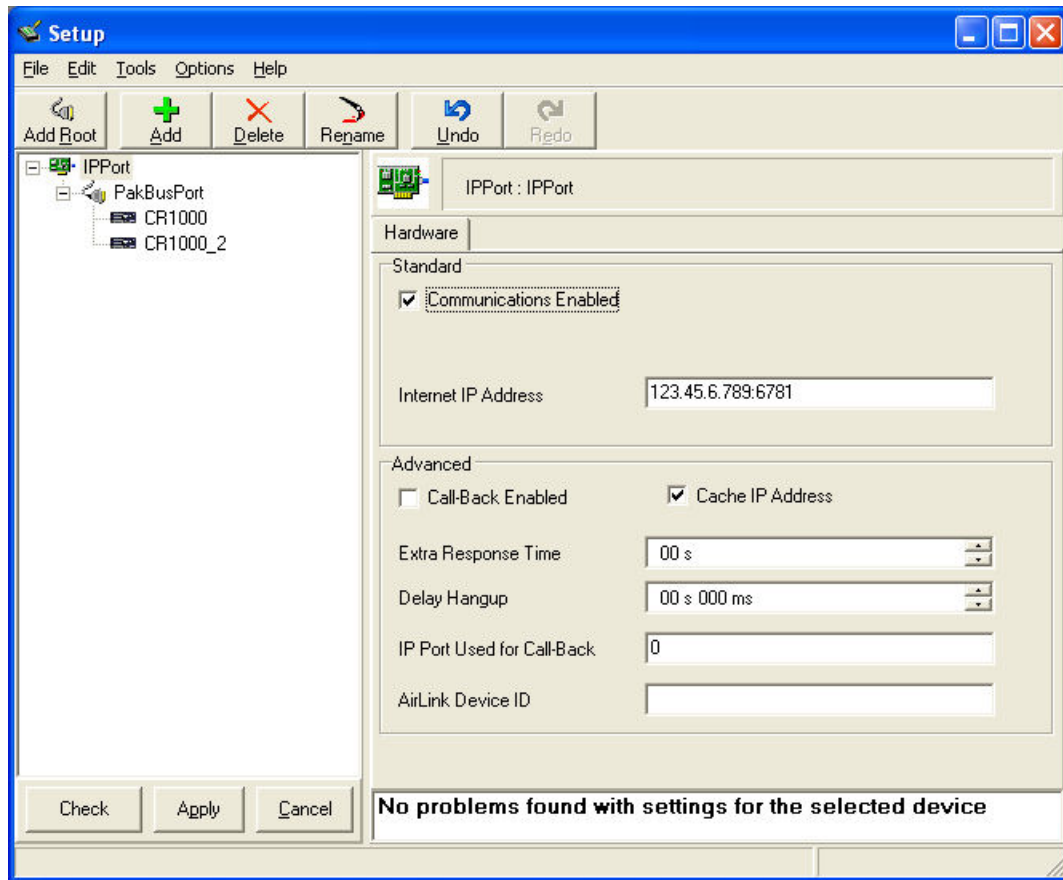 Setup
File Edit Tools Options Help
Add Root Add Delete Rename Undo Redo
IPPort
PakBusPort
CR1000
CR1000_2
IPPort : IPPort
Hardware
Standard
Communications Enabled
Internet IP Address 123.45.6.789:6781
Advanced
Call-Back Enabled Cache IP Address
Extra Response Time 00 s
Delay Hangup 00 s 000 ms
IP Port Used for Call-Back 0
AirLink Device ID
Check Apply Cancel
No problems found with settings for the selected device